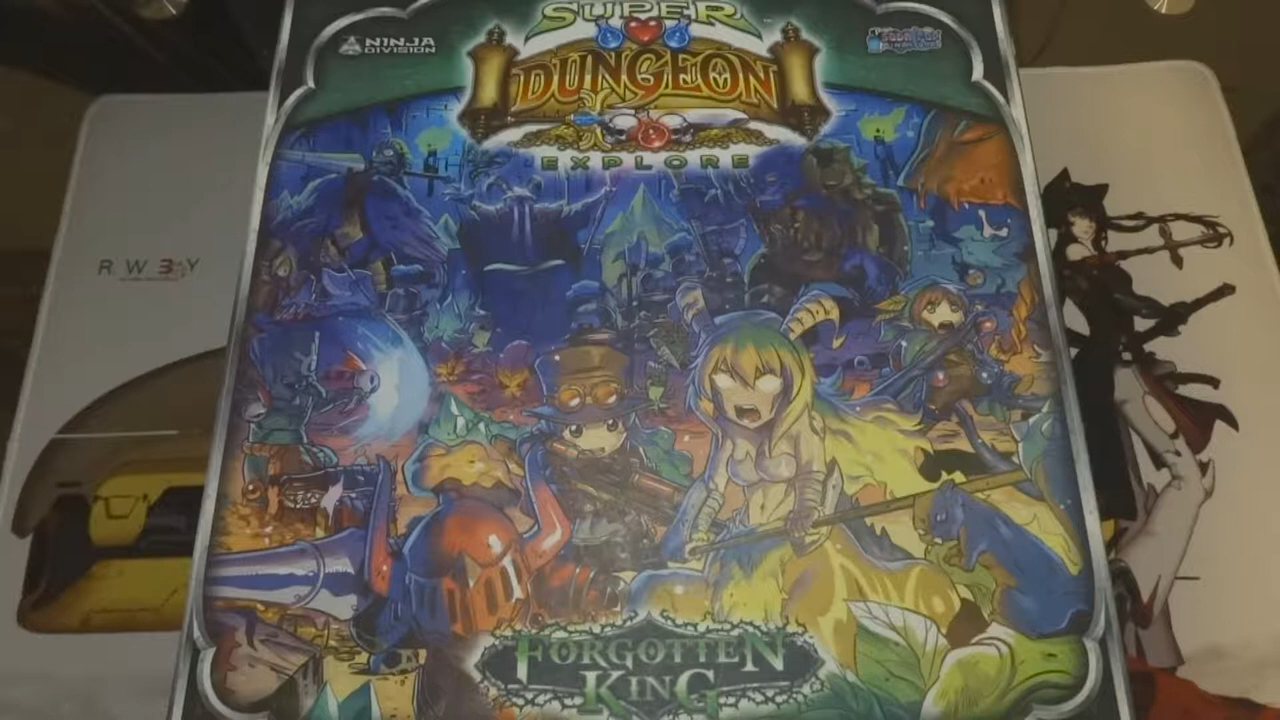 SUPER
NINJA
DIVISION
DUNGEON
EXPLORE
RWBY
FORGOTTEN
KING